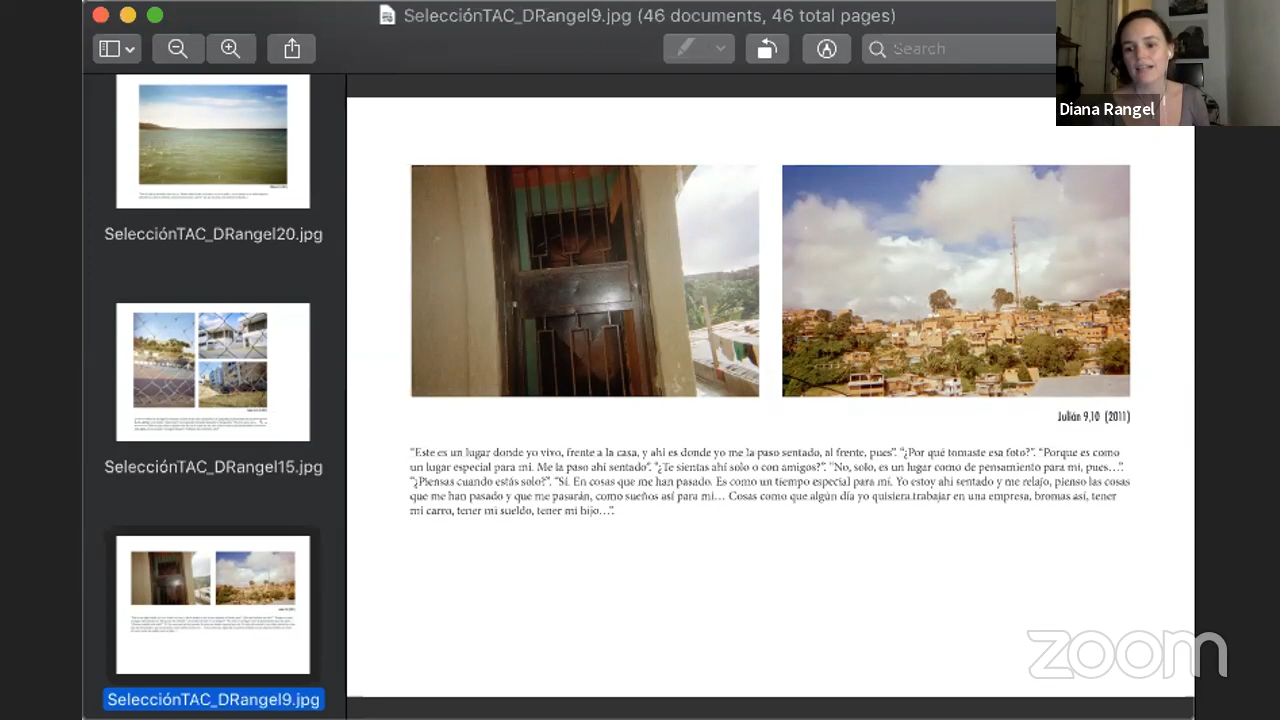 SelecciónTAC_DRangel9.jpg (46 documents, 46 total pages)
Search
Diana Rangel
SelecciónTAC_DRangel20.jpg
SelecciónTAC_DRangel15.jpg
SelecciónTAC_DRangel9.jpg
Julián 9,10 (2011)
"Este es un lugar donde yo vivo, frente a la casa, y ahí es donde yo me la paso sentado, al frente, pues". "¿Por qué tomaste esa foto?". "Porque es como
un lugar especial para mi. Me la paso ahí sentado". "¿Te sientas ahí solo o con amigos?". "No, solo, es un lugar como de pensamiento para mi, pues…".
"¿Piensas cuando estás solo?". "Sí. En cosas que me han pasado. Es como un tiempo especial para mí. Yo estoy ahí sentado y me relajo, pienso las cosas
que me han pasado y que me pasarán, como sueños así para mi… Cosas como que algún día yo quisiera trabajar en una empresa, bromas así, tener
mi carro, tener mi sueldo, tener mi hijo…".
zoom